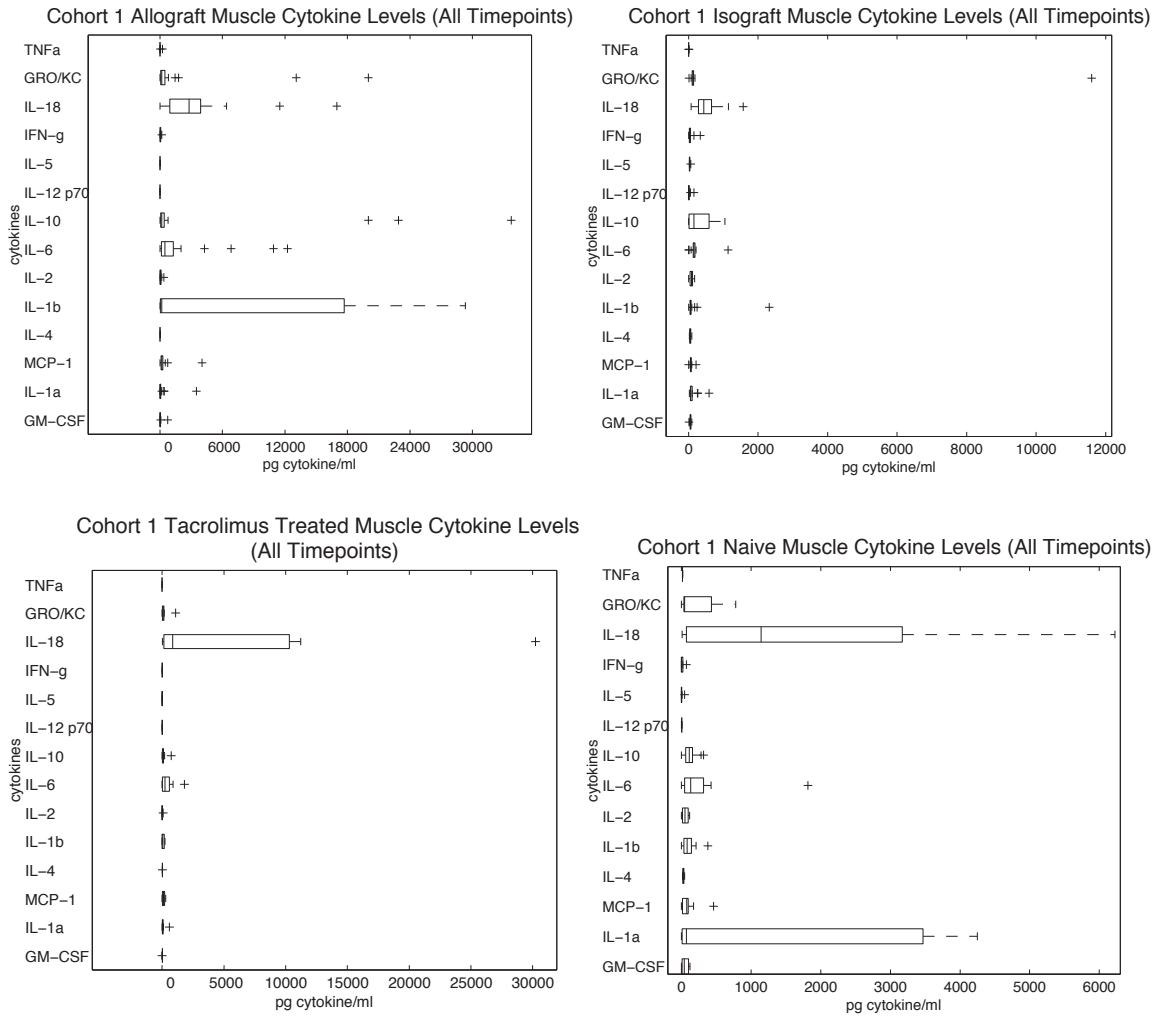 Cohort 1 Allograft Muscle Cytokine Levels (All Timepoints)
TNFa
GRO/KC
IL−18
IFN−g
IL−5
IL−12 p70
IL−10
IL−6
IL−2
IL−1b
IL−4
MCP−1
IL−1a
GM−CSF
cytokines
0 6000 12000 18000 24000 30000
pg cytokine/ml
Cohort 1 Isograft Muscle Cytokine Levels (All Timepoints)
TNFa
GRO/KC
IL−18
IFN−g
IL−5
IL−12 p70
IL−10
IL−6
IL−2
IL−1b
IL−4
MCP−1
IL−1a
GM−CSF
cytokines
0 2000 4000 6000 8000 10000 12000
pg cytokine/ml
Cohort 1 Tacrolimus Treated Muscle Cytokine Levels
(All Timepoints)
TNFa
GRO/KC
IL−18
IFN−g
IL−5
IL−12 p70
IL−10
IL−6
IL−2
IL−1b
IL−4
MCP−1
IL−1a
GM−CSF
cytokines
0 5000 10000 15000 20000 25000 30000
pg cytokine/ml
Cohort 1 Naive Muscle Cytokine Levels (All Timepoints)
TNFa
GRO/KC
IL−18
IFN−g
IL−5
IL−12 p70
IL−10
IL−6
IL−2
IL−1b
IL−4
MCP−1
IL−1a
GM−CSF
cytokines
0 1000 2000 3000 4000 5000 6000
pg cytokine/ml